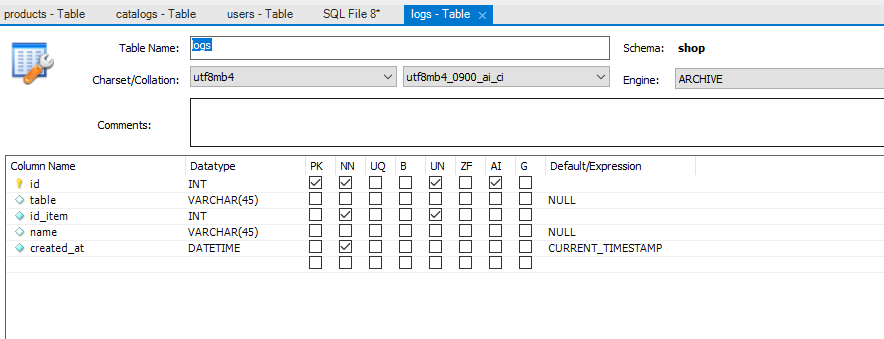 products - Table catalogs - Table users - Table SQL File 8* logs - Table
Table Name: logs Schema: shop
Charset/Collation: utf8mb4 utf8mb4_0900_ai_ci Engine: ARCHIVE
Comments:
Column Name Datatype PK NN UQ B UN ZF AI G Default/Expression
id INT
table VARCHAR(45) NULL
id_item INT
name VARCHAR(45) NULL
created_at DATETIME CURRENT_TIMESTAMP